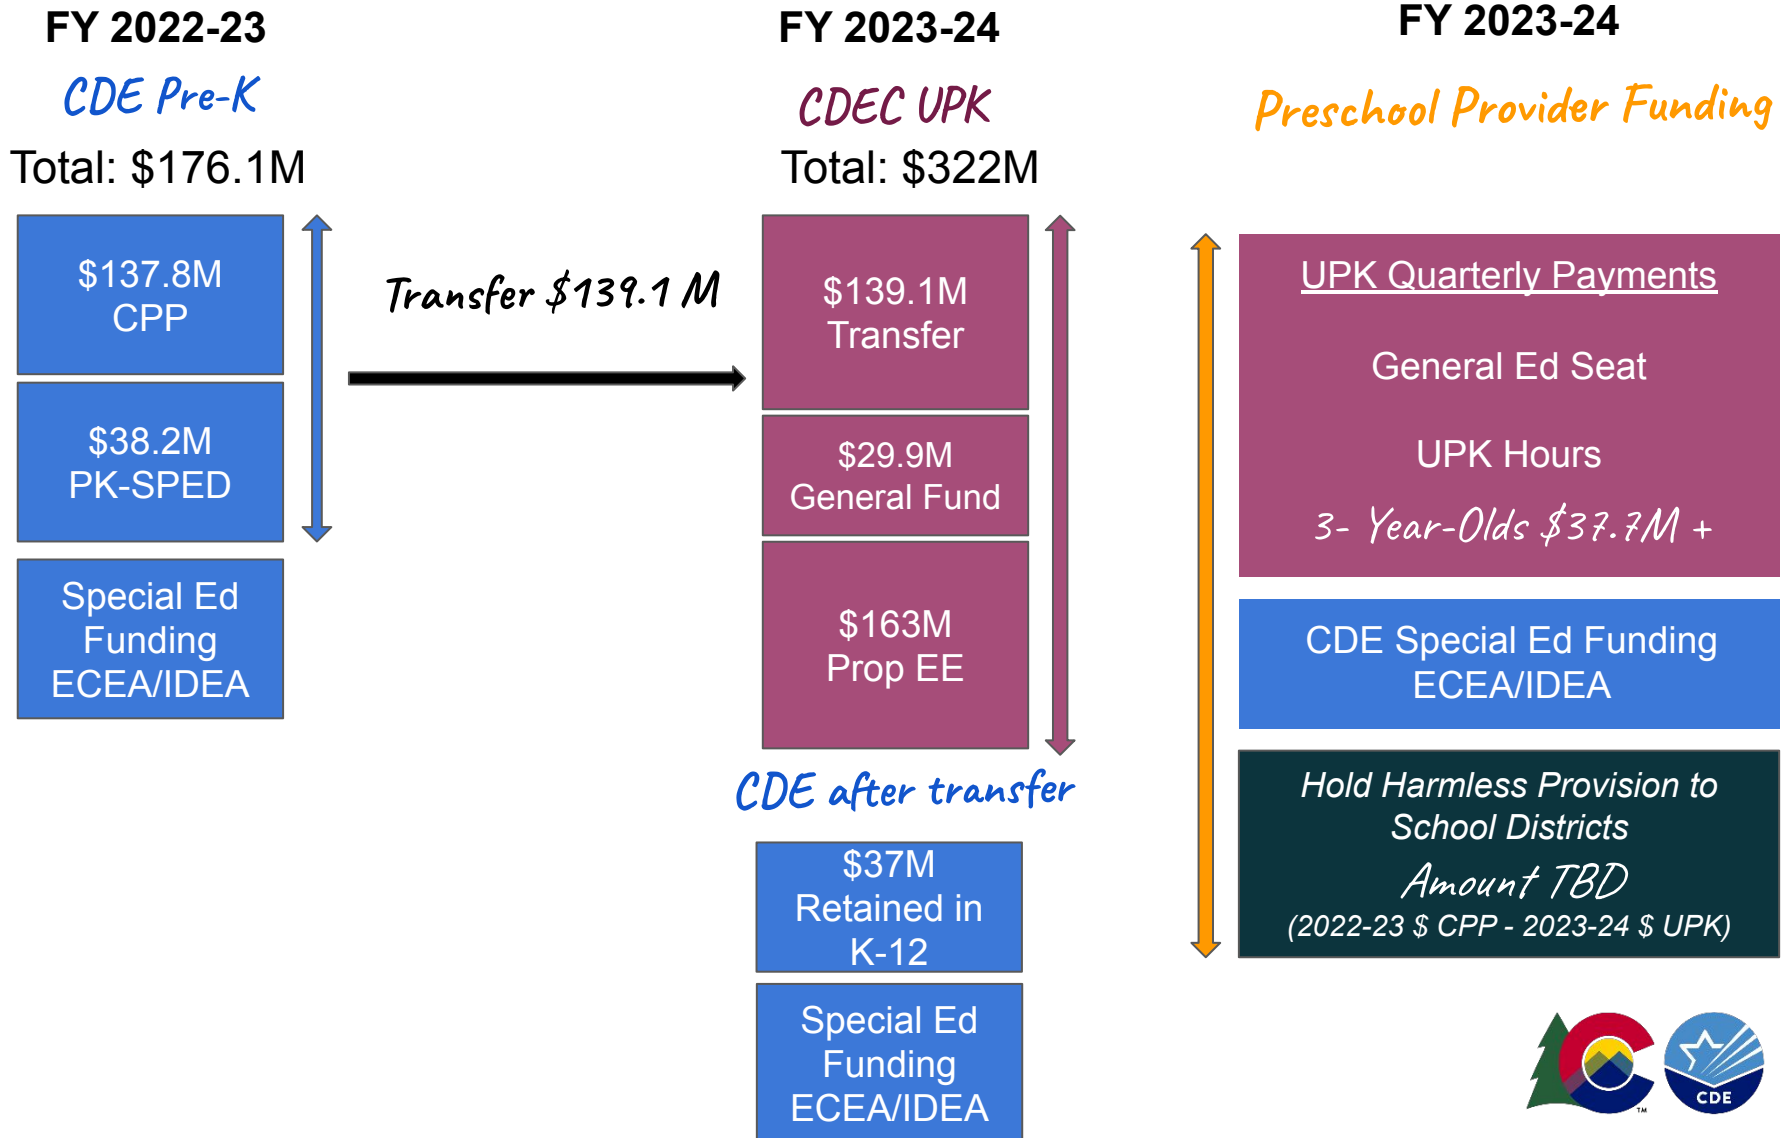 FY 2022-23
CDE Pre-K
Total: $176.1M
$137.8M
CPP
$38.2M
PK-SPED
Special Ed
Funding
ECEA/IDEA
Transfer $139.1 M
FY 2023-24
CDEC UPK
Total: $322M
$139.1M
Transfer
$29.9M
General Fund
$163M
Prop EE
CDE after transfer
$37M
Retained in
K-12
Special Ed
Funding
ECEA/IDEA
FY 2023-24
Preschool Provider Funding
UPK Quarterly Payments
General Ed Seat
UPK Hours
3- Year-Olds $37.7M +
CDE Special Ed Funding
ECEA/IDEA
Hold Harmless Provision to
School Districts
Amount TBD
(2022-23 $ CPP - 2023-24 $ UPK)
TM
CDE